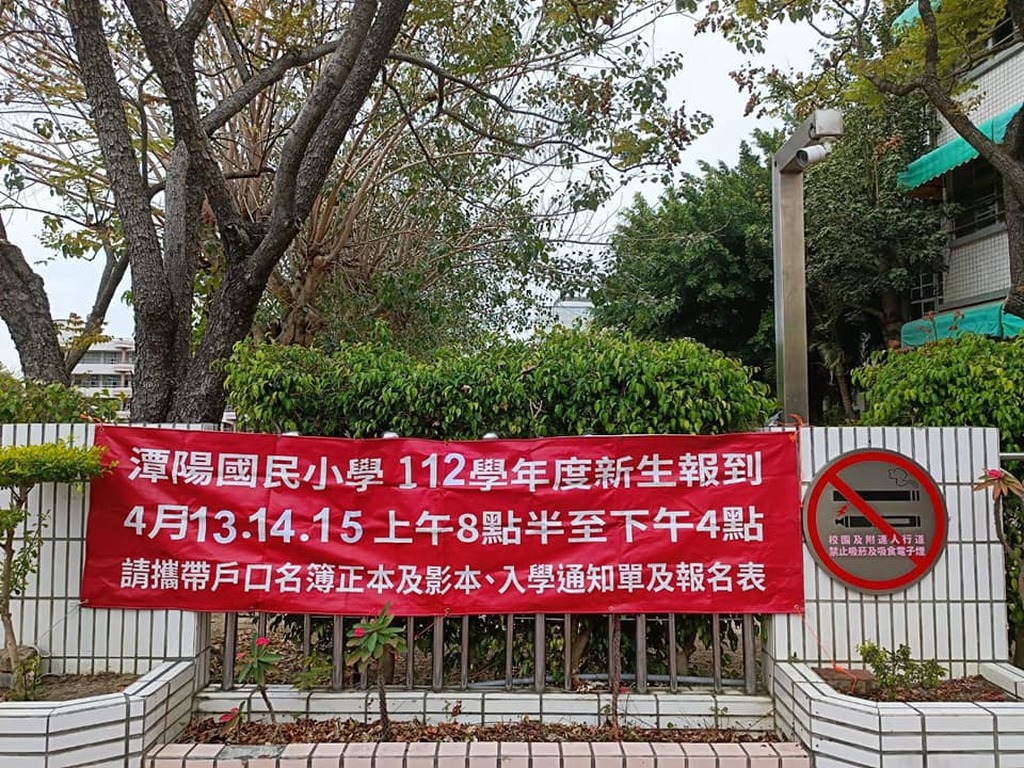 潭陽國民小學 112學年度新生報到
4月13.14.15 上午8點半至下午4點
請攜帶戶口名簿正本及影本、入學通知單及報名表
校園及附連人行道
禁止吸菸及吸食電子煙